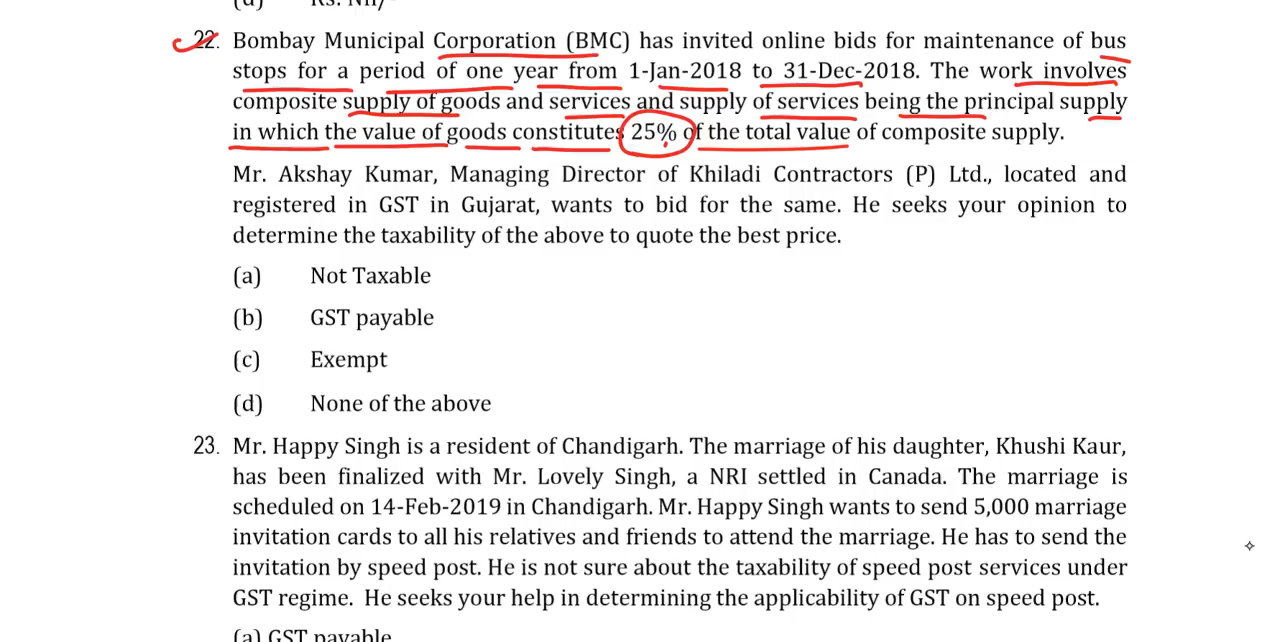 (d) Rs. Nil/-
22. Bombay Municipal Corporation (BMC) has invited online bids for maintenance of bus
stops for a period of one year from 1-Jan-2018 to 31-Dec-2018. The work involves
composite supply of goods and services and supply of services being the principal supply
in which the value of goods constitutes 25% of the total value of composite supply.
Mr. Akshay Kumar, Managing Director of Khiladi Contractors (P) Ltd., located and
registered in GST in Gujarat, wants to bid for the same. He seeks your opinion to
determine the taxability of the above to quote the best price.
(a) Not Taxable
(b) GST payable
(c) Exempt
(d) None of the above
23. Mr. Happy Singh is a resident of Chandigarh. The marriage of his daughter, Khushi Kaur,
has been finalized with Mr. Lovely Singh, a NRI settled in Canada. The marriage is
scheduled on 14-Feb-2019 in Chandigarh. Mr. Happy Singh wants to send 5,000 marriage
invitation cards to all his relatives and friends to attend the marriage. He has to send the
invitation by speed post. He is not sure about the taxability of speed post services under
GST regime. He seeks your help in determining the applicability of GST on speed post.
(a) GST payable